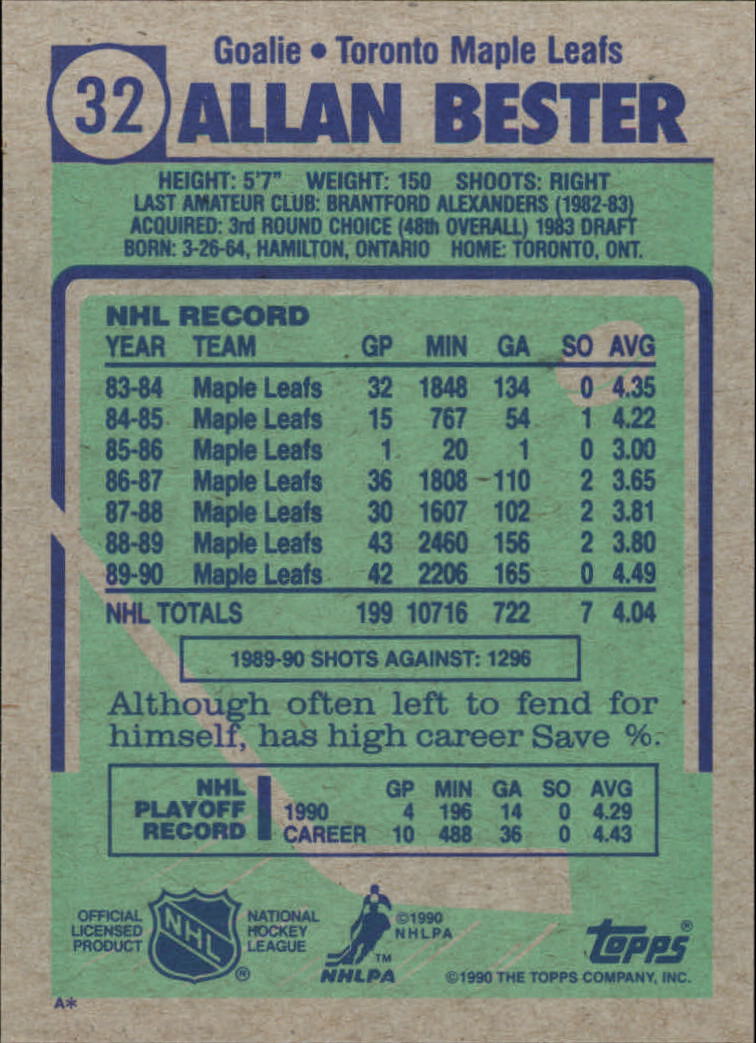 32
Goalie • Toronto Maple Leafs
ALLAN BESTER
HEIGHT: 5'7" WEIGHT: 150 SHOOTS: RIGHT
LAST AMATEUR CLUB: BRANTFORD ALEXANDERS (1982-83)
ACQUIRED: 3rd ROUND CHOICE (48th OVERALL) 1983 DRAFT
BORN: 3-26-64, HAMILTON, ONTARIO HOME: TORONTO, ONT.
NHL RECORD
YEAR TEAM GP MIN GA SO AVG
83-84 Maple Leafs 32 1848 134 0 4.35
84-85 Maple Leafs 15 767 54 1 4.22
85-86 Maple Leafs 1 20 1 0 3.00
86-87 Maple Leafs 36 1808 110 2 3.65
87-88 Maple Leafs 30 1607 102 2 3.81
88-89 Maple Leafs 43 2460 156 2 3.80
89-90 Maple Leafs 42 2206 165 0 4.49
NHL TOTALS 199 10716 722 7 4.04
1989-90 SHOTS AGAINST: 1296
Although often left to fend for
himself, has high career Save %.
NHL GP MIN GA SO AVG
PLAYOFF 1990 4 196 14 0 4.29
RECORD CAREER 10 488 36 0 4.43
OFFICIAL
LICENSED
PRODUCT
NHL
®
NATIONAL
HOCKEY
LEAGUE
©1990
NHLPA
TM
NHLPA
topps®
©1990 THE TOPPS COMPANY, INC.
A*